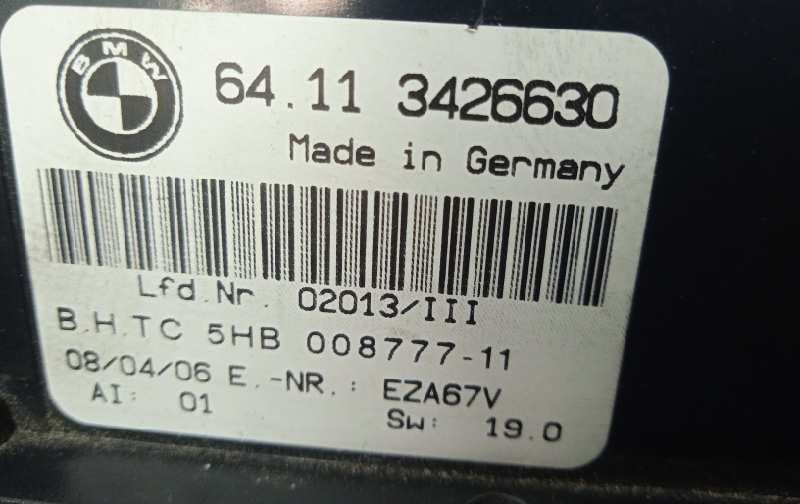 BMW
64.11 3426630
Made in Germany
Lfd.Nr. 02013/III
B.H.TC 5HB 008777-11
08/04/06 E.-NR.: EZA67V
AI: 01 Sw: 19.0